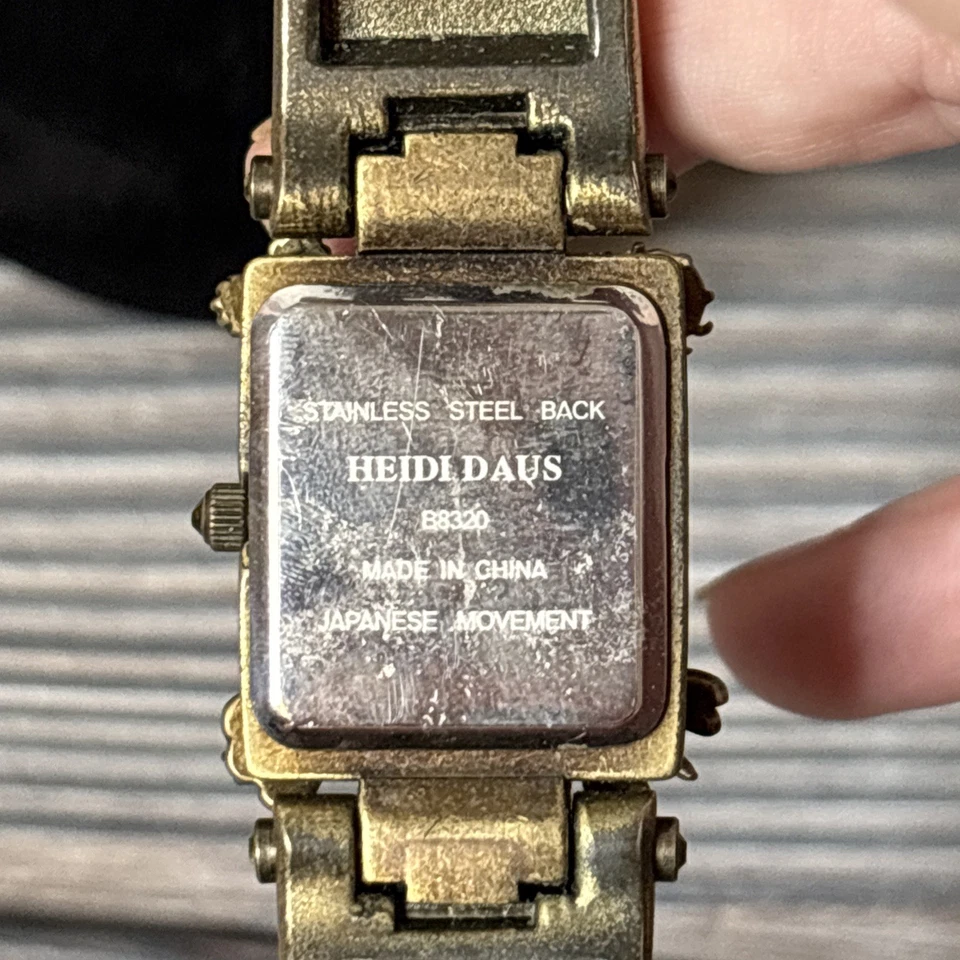 STAINLESS STEEL BACK
HEIDI DAUS
B8320
MADE IN CHINA
JAPANESE MOVEMENT